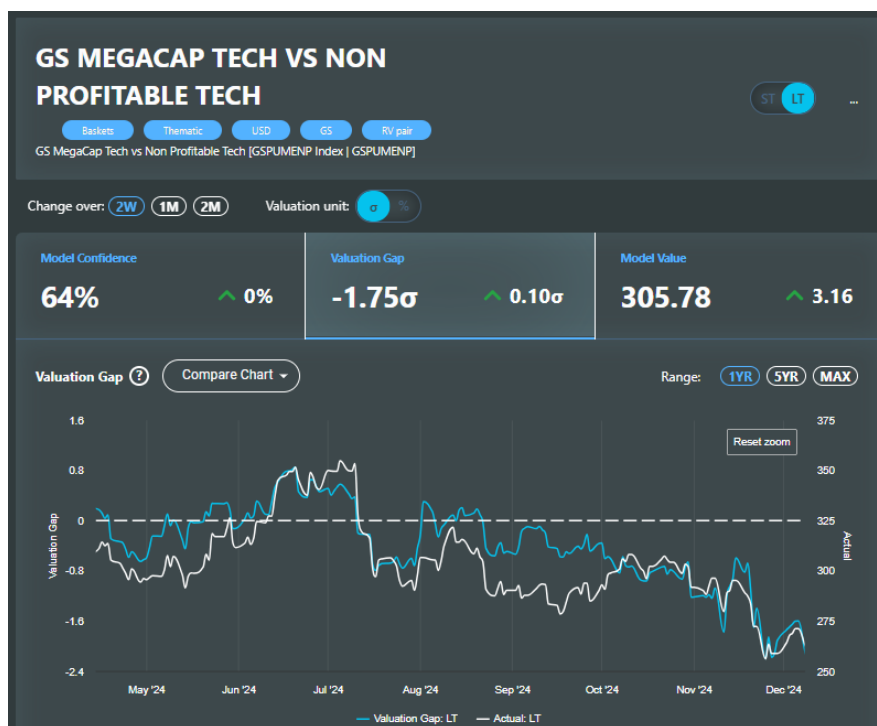 GS MEGACAP TECH VS NON
PROFITABLE TECH
ST LT ...
Baskets Thematic USD GS RV pair
GS MegaCap Tech vs Non Profitable Tech [GSPUMENP Index | GSPUMENP]
Change over: 2W 1M 2M Valuation unit: σ %
Model Confidence Valuation Gap Model Value
64% 0% -1.75σ 0.10σ 305.78 3.16
Valuation Gap ? Compare Chart Range: 1YR 5YR MAX
1.6 375
Reset zoom
0.8 350
0 325
Valuation Gap Actual
-0.8 300
-1.6 275
-2.4 250
May '24 Jun '24 Jul '24 Aug '24 Sep '24 Oct '24 Nov '24 Dec '24
Valuation Gap: LT Actual: LT